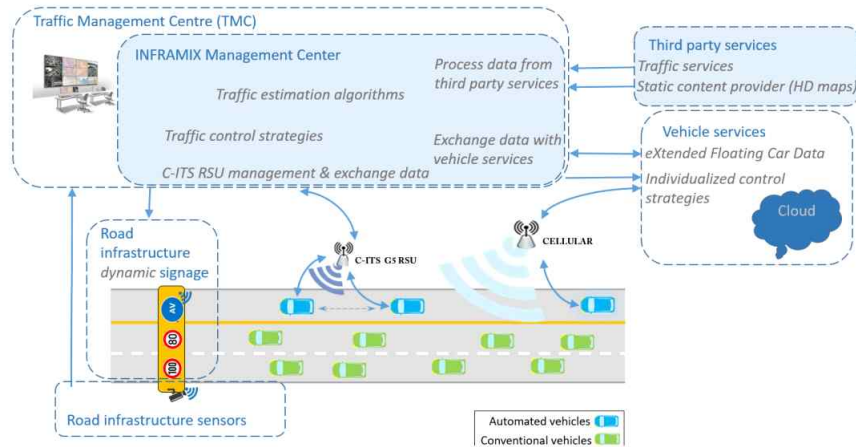 Traffic Management Centre (TMC)
INFRAMIX Management Center
Process data from
third party services
Traffic estimation algorithms
Traffic control strategies
Exchange data with
vehicle services
C-ITS RSU management & exchange data
Third party services
Traffic services
Static content provider (HD maps)
Vehicle services
eXtended Floating Car Data
Individualized control
strategies
Cloud
Road
infrastructure
dynamic signage
C-ITS G5 RSU
CELLULAR
AV
80
100
Road infrastructure sensors
Automated vehicles
Conventional vehicles